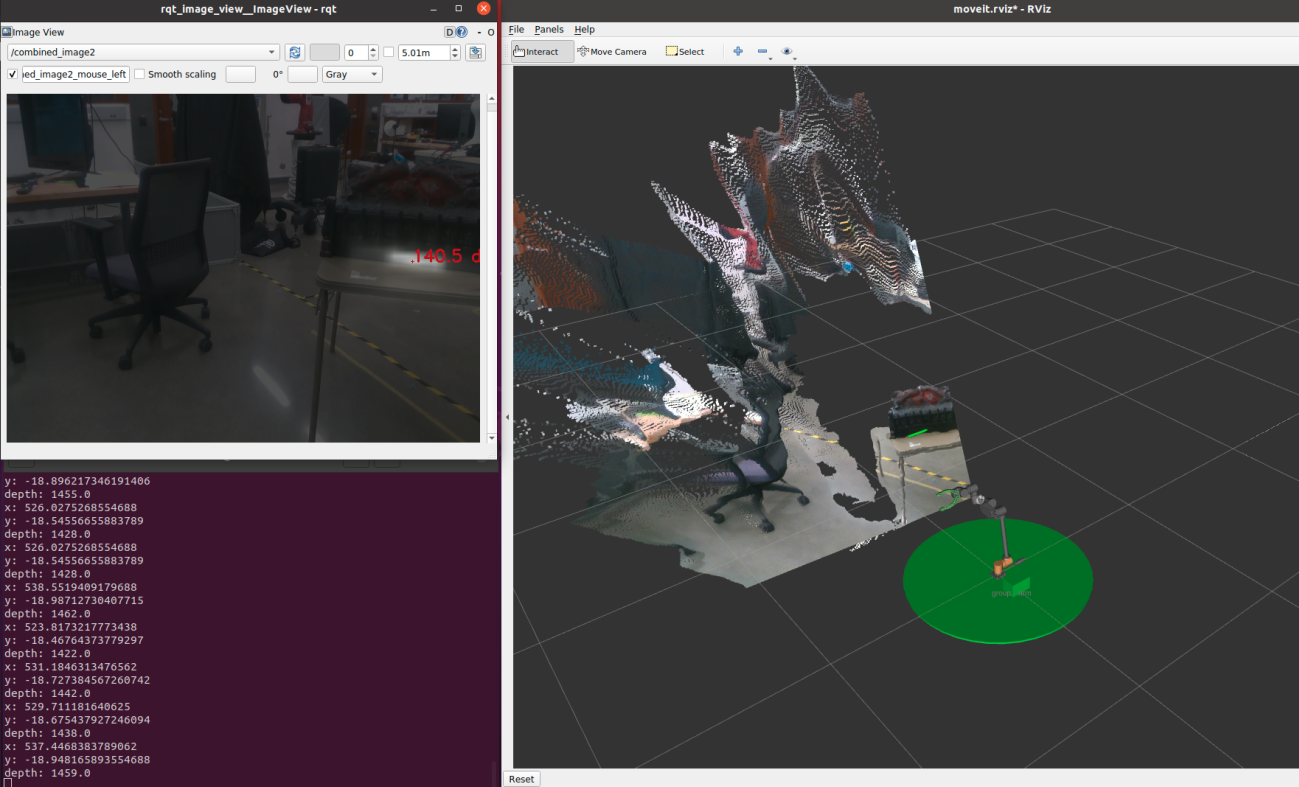 rqt_image_view__ImageView - rqt
Image View
D
O
/combined_image2
0
5.01m
ned_image2_mouse_left
Smooth scaling
0°
Gray
140.5 d
y: -18.896217346191406
depth: 1455.0
x: 526.0275268554688
y: -18.54556655883789
depth: 1428.0
x: 526.0275268554688
y: -18.54556655883789
depth: 1428.0
x: 538.5519409179688
y: -18.98712730407715
depth: 1462.0
x: 523.8173217773438
y: -18.46764373779297
depth: 1422.0
x: 531.1846313476562
y: -18.727384567260742
depth: 1442.0
x: 529.711181640625
y: -18.675437927246094
depth: 1438.0
x: 537.4468383789062
y: -18.948165893554688
depth: 1459.0
moveit.rviz* - RViz
File Panels Help
Interact Move Camera Select
Reset